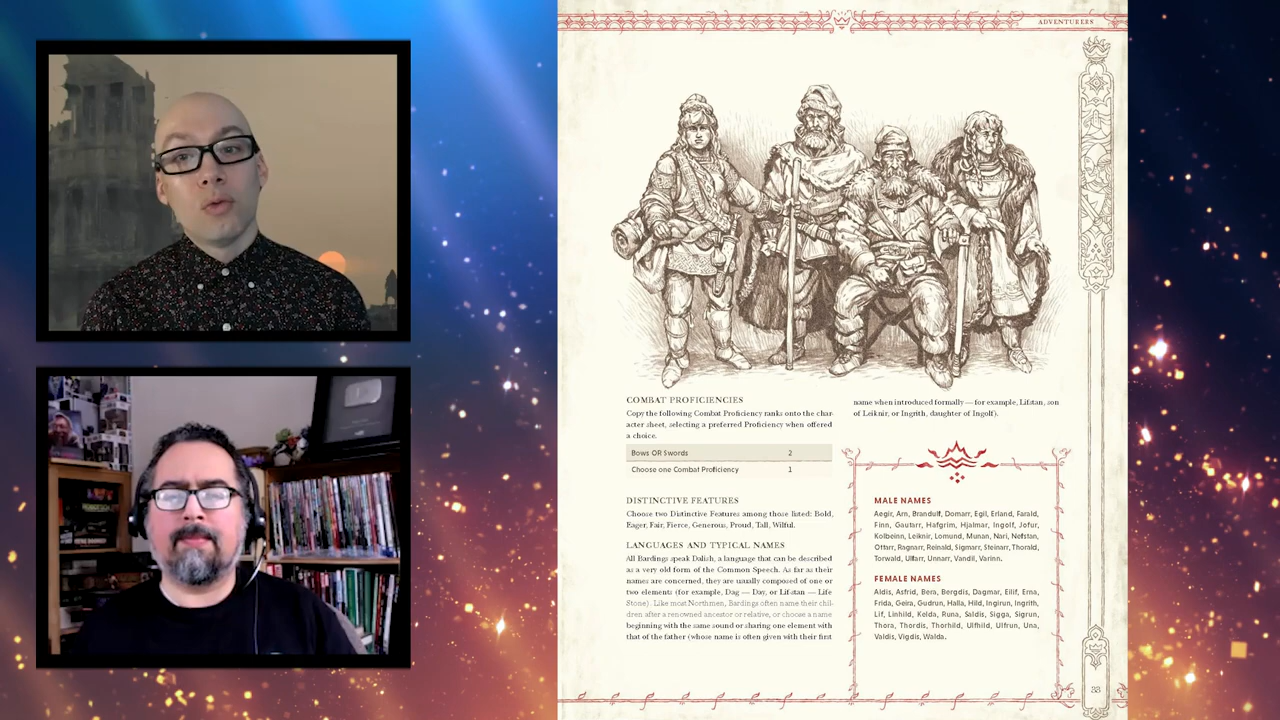 ADVENTURERS
COMBAT PROFICIENCIES
Copy the following Combat Proficiency ranks onto the char-
acter sheet, selecting a preferred Proficiency when offered
a choice.
Bows OR Swords 2
Choose one Combat Proficiency 1
DISTINCTIVE FEATURES
Choose two Distinctive Features among those listed: Bold,
Eager, Fair, Fierce, Generous, Proud, Tall, Wilful.
LANGUAGES AND TYPICAL NAMES
All Bardings speak Dalish, a language that can be described
as a very old form of the Common Speech. As far as their
names are concerned, they are usually composed of one or
two elements (for example, Dag — Day, or Lifstan — Life
Stone). Like most Northmen, Bardings often name their chil-
dren after a renowned ancestor or relative, or choose a name
beginning with the same sound or sharing one element with
that of the father (whose name is often given with their first
name when introduced formally — for example, Lifstan, son
of Leiknir, or Ingrith, daughter of Ingolf).
MALE NAMES
Aegir, Arn, Brandulf, Domarr, Egil, Erland, Farald,
Finn, Gautarr, Hafgrim, Hjalmar, Ingolf, Jofur,
Kolbeinn, Leiknir, Lomund, Munan, Nari, Nefstan,
Ottarr, Ragnarr, Reinald, Sigmarr, Steinarr, Thorald,
Torwald, Ulfarr, Unnarr, Vandil, Varinn.
FEMALE NAMES
Aldis, Asfrid, Bera, Bergdis, Dagmar, Eilif, Erna,
Frida, Geira, Gudrun, Halla, Hild, Ingirun, Ingrith,
Lif, Linhild, Kelda, Runa, Saldis, Sigga, Sigrun,
Thora, Thordis, Thorhild, Ulfhild, Ulfrun, Una,
Valdis, Vigdis, Walda.
33